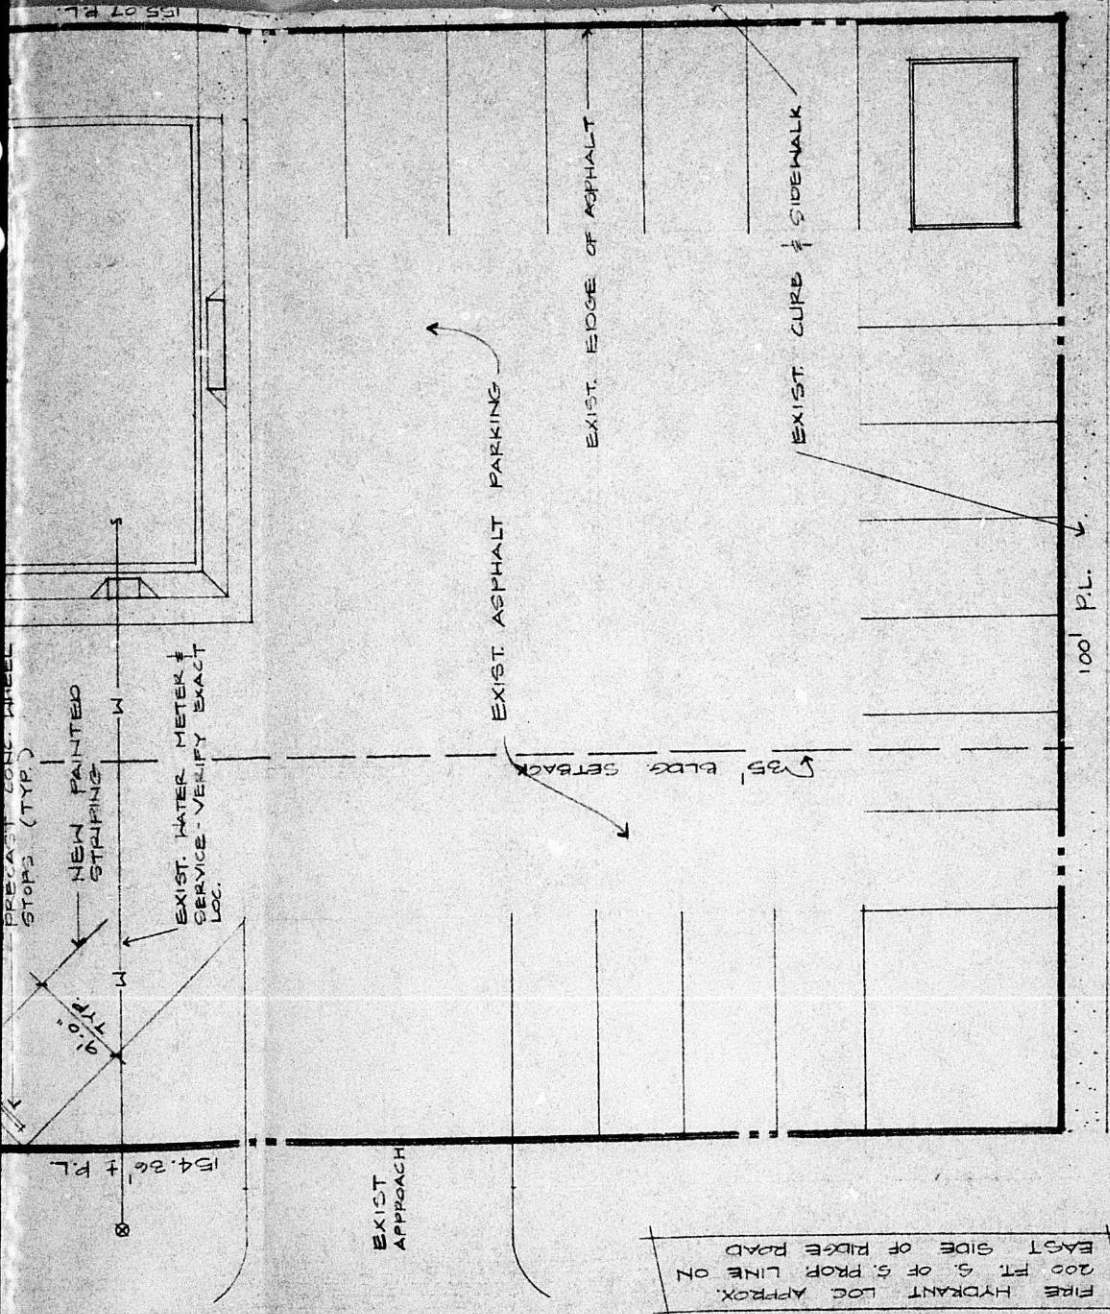 155.07 P.L.
PRECAST CONC. WHEEL
STOPS (TYP.)
NEW PAINTED
STRIPING
W
EXIST. WATER METER &
SERVICE - VERIFY EXACT
LOC.
W
S
9'-0"
TYP.
154.36' ± P.L.
EXIST
APPROACH
EXIST. ASPHALT PARKING
EXIST. EDGE OF ASPHALT
EXIST. CURB & SIDEWALK
35' BLDG. SETBACK
100' P.L.
FIRE HYDRANT LOC APPROX.
200 FT. S. OF S. PROP. LINE ON
EAST SIDE OF RIDGE ROAD